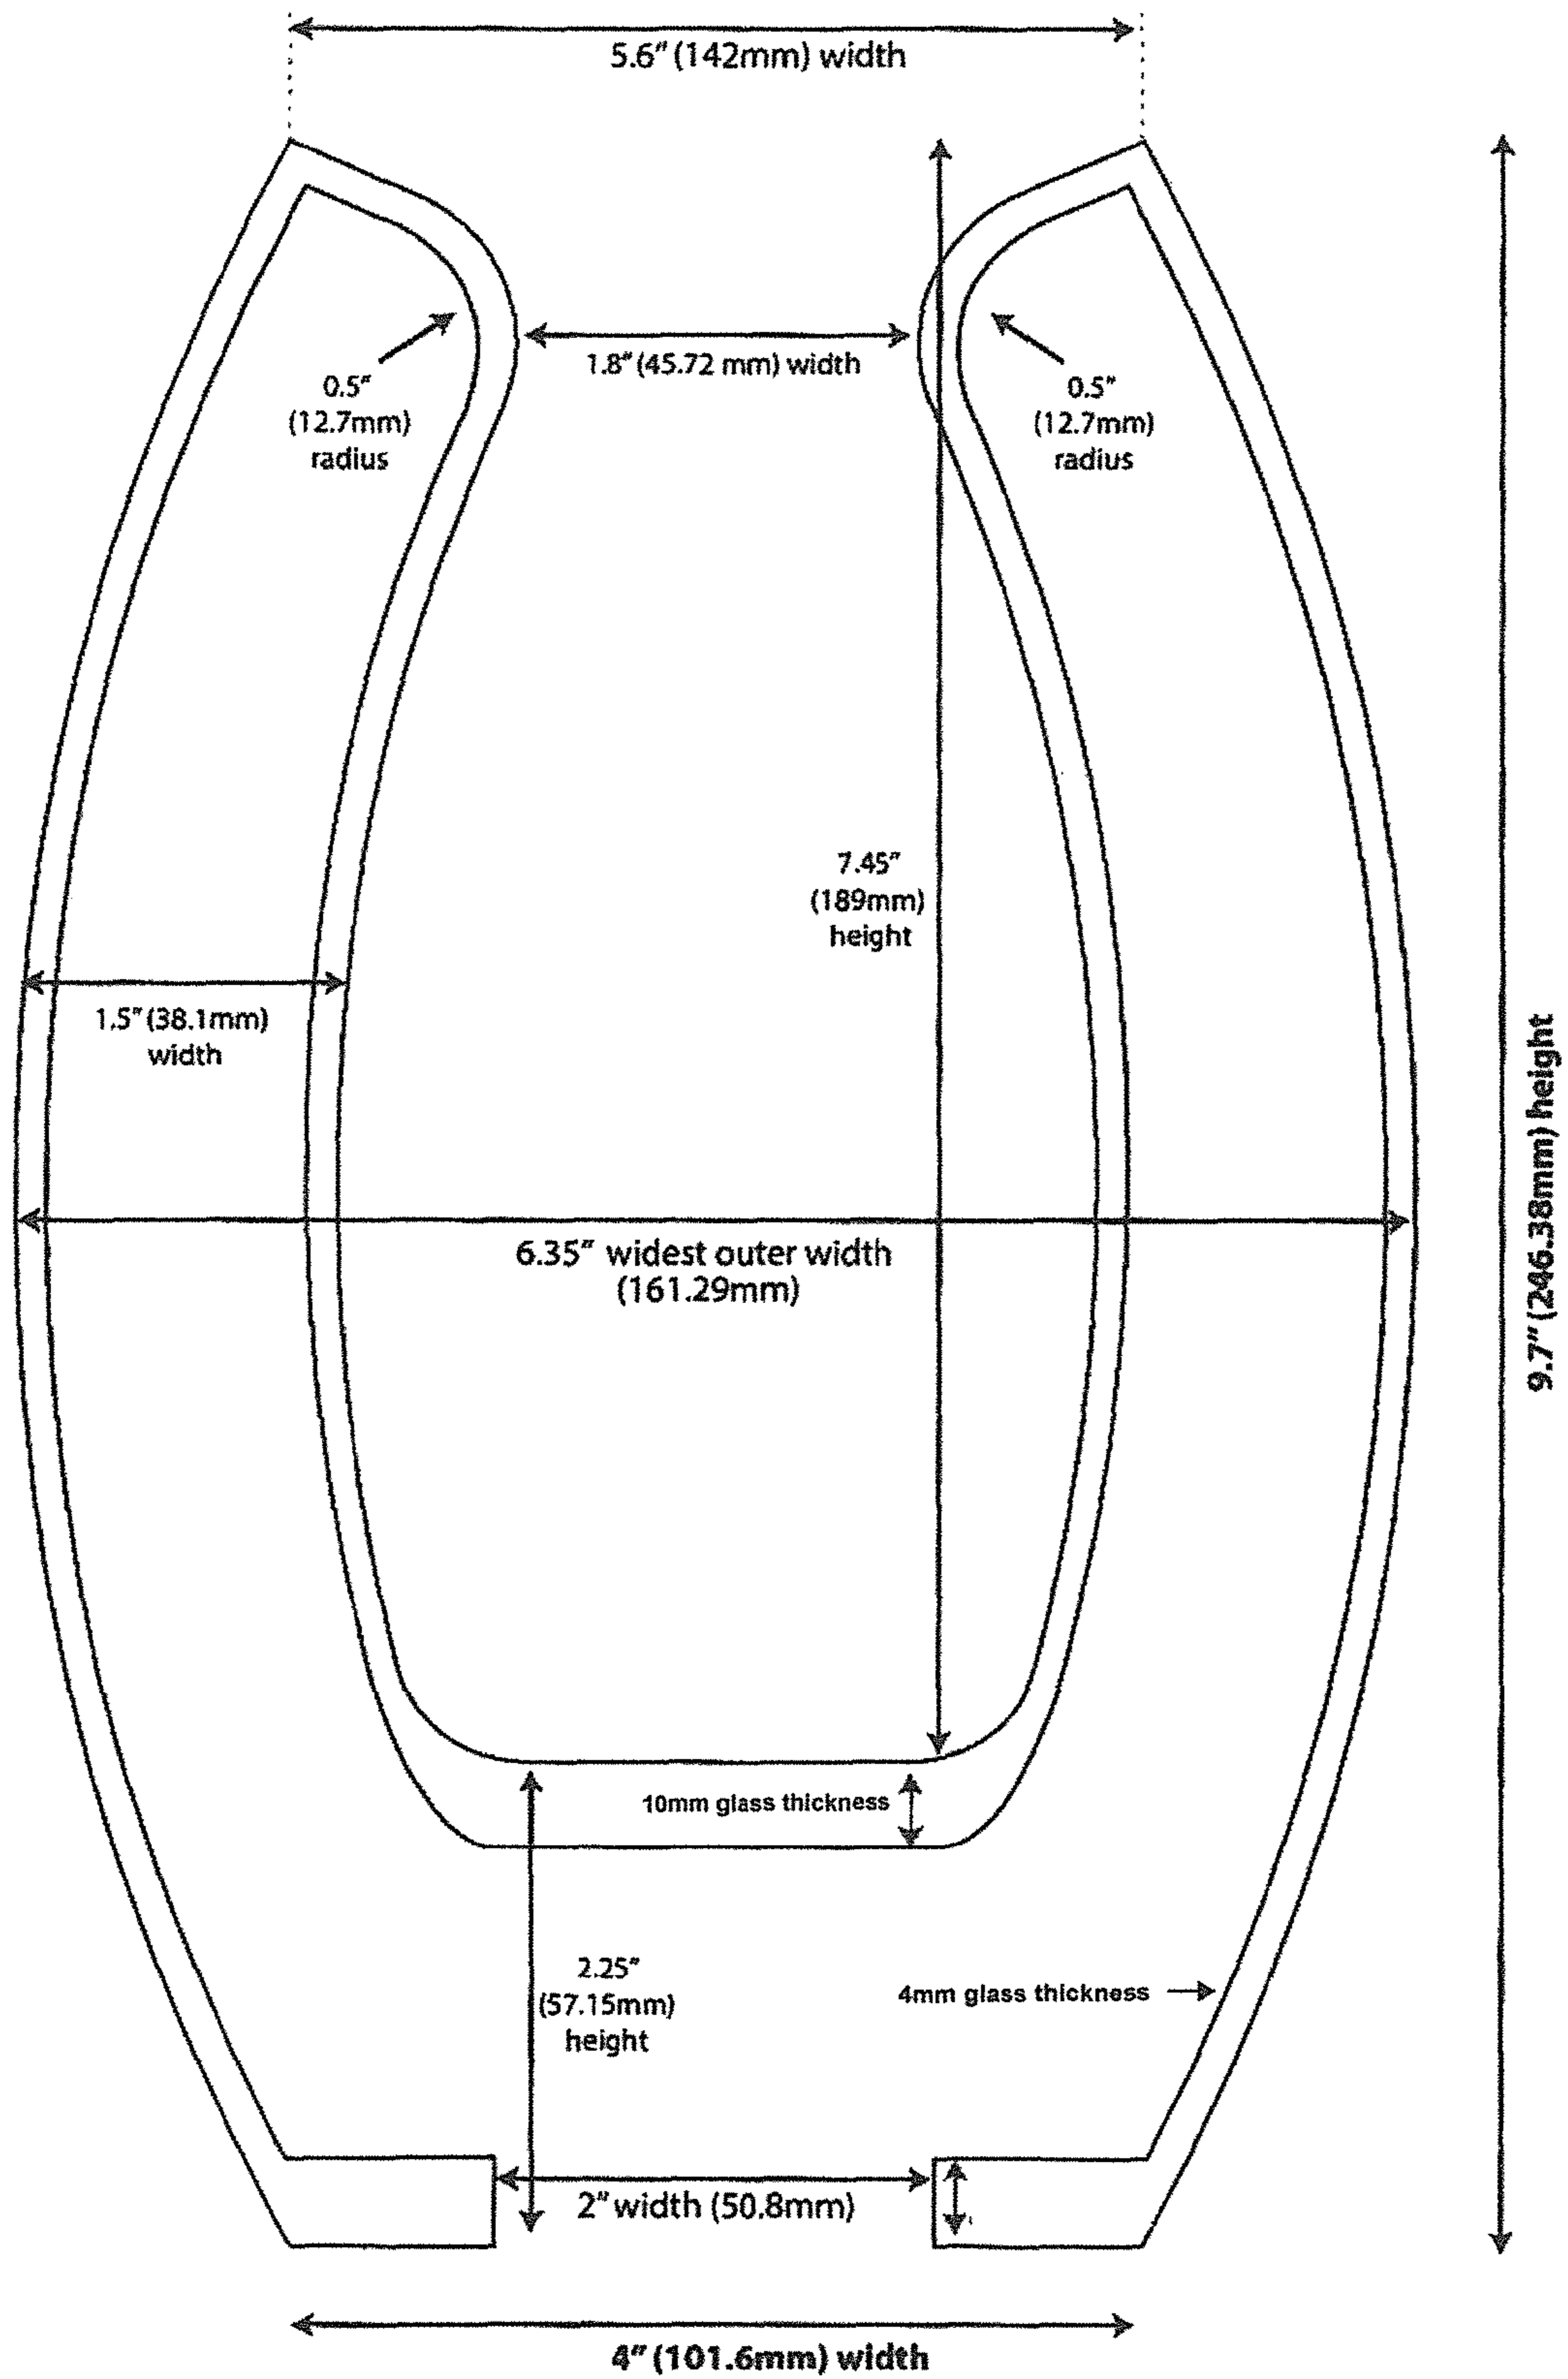 5.6" (142mm) width
1.8" (45.72 mm) width
0.5"
(12.7mm)
radius
0.5"
(12.7mm)
radius
7.45"
(189mm)
height
1.5" (38.1mm)
width
9.7" (246.38mm) height
6.35" widest outer width
(161.29mm)
10mm glass thickness
2.25"
(57.15mm)
height
4mm glass thickness
2" width (50.8mm)
4" (101.6mm) width